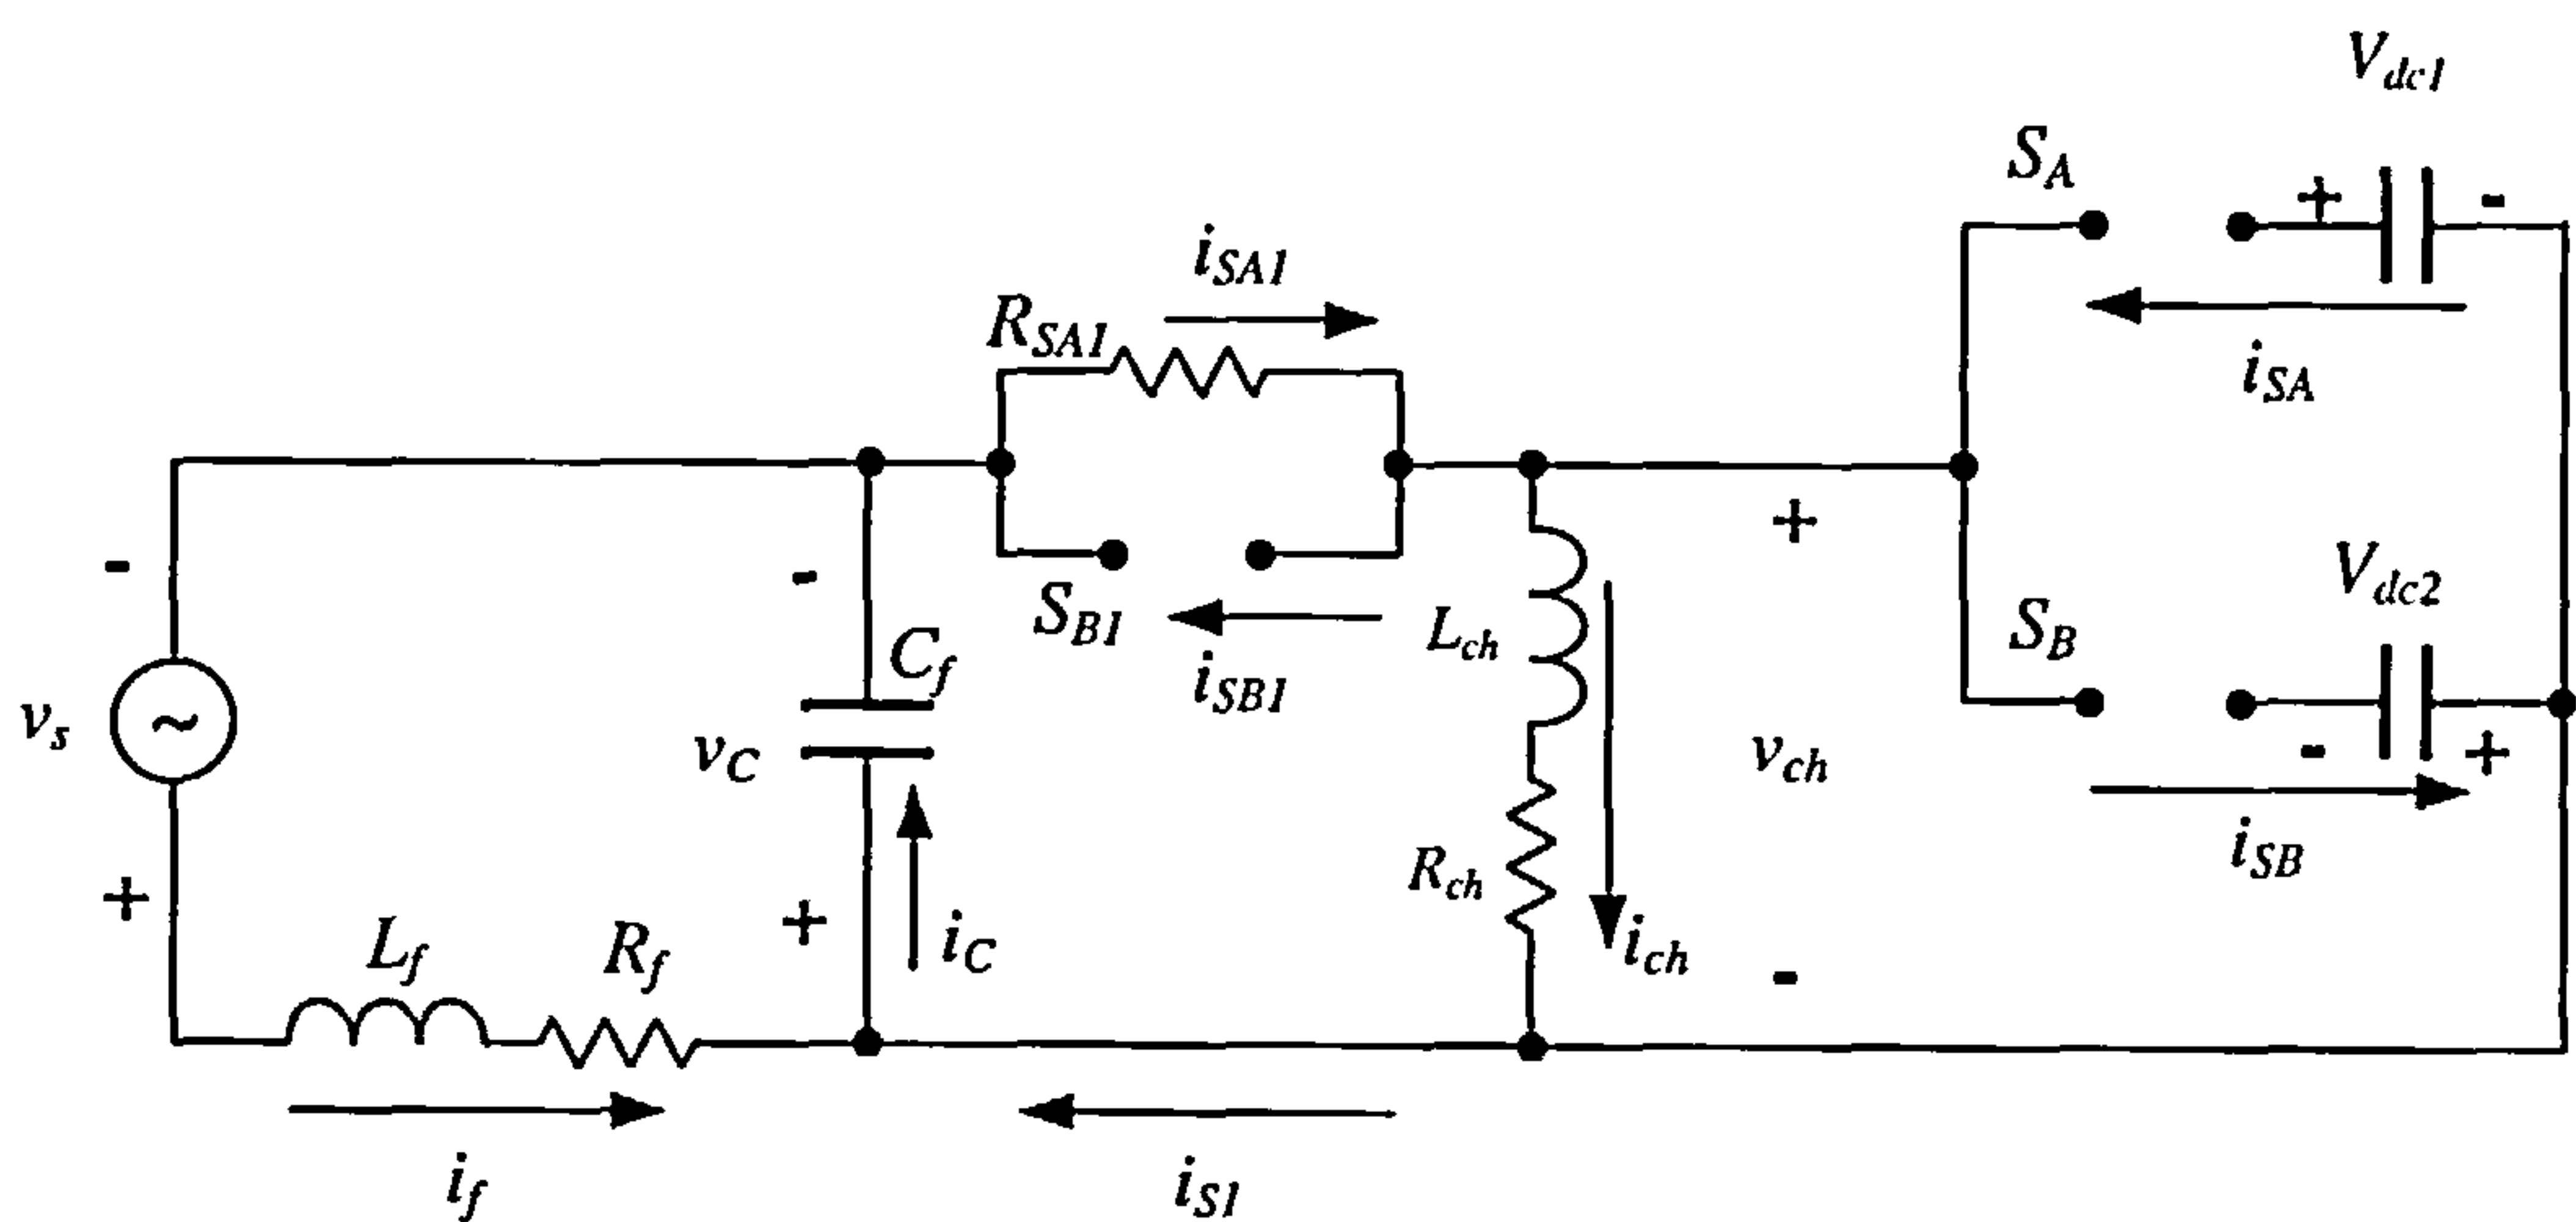 V_dc1
S_A
+ -
i_SA1
R_SA1
i_SA
-
-
+
V_dc2
S_B1
S_B
C_f
L_ch
i_SB1
v_s
v_C
v_ch
~
- +
i_SB
R_ch
+
+
L_f
R_f
i_C
i_ch
-
i_f
i_S1